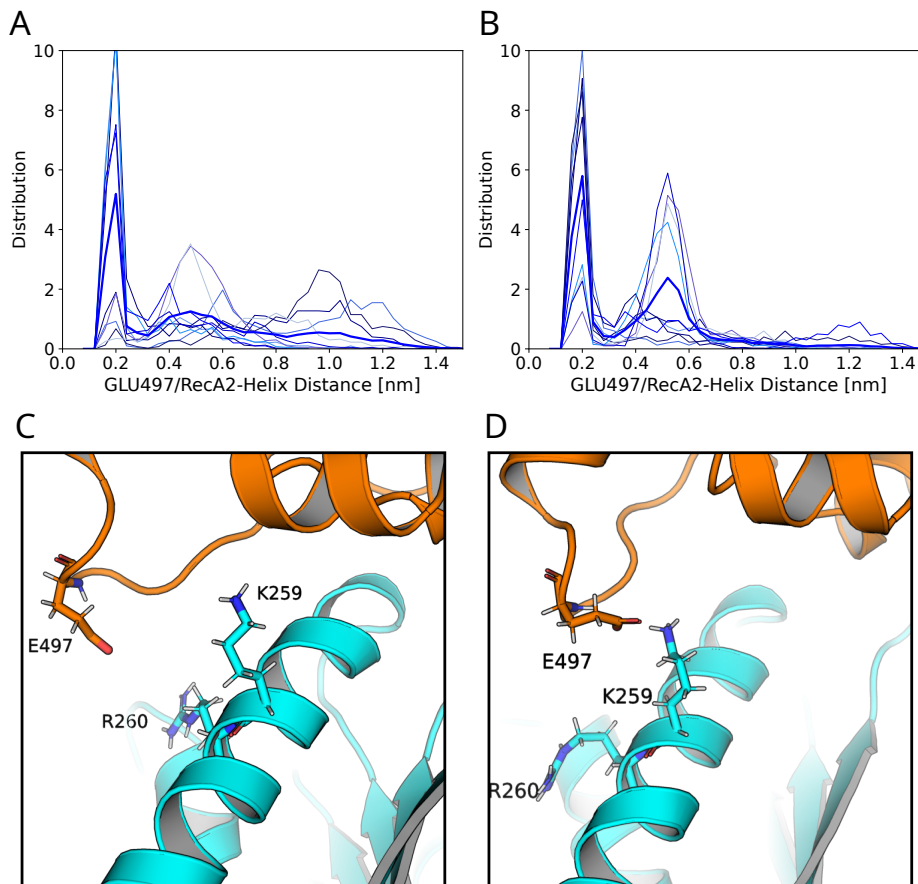 A
B
10
8
6
4
2
0
Distribution
0.0 0.2 0.4 0.6 0.8 1.0 1.2 1.4
GLU497/RecA2-Helix Distance [nm]
10
8
6
4
2
0
Distribution
0.0 0.2 0.4 0.6 0.8 1.0 1.2 1.4
GLU497/RecA2-Helix Distance [nm]
C
D
K259
E497
R260
E497
K259
R260